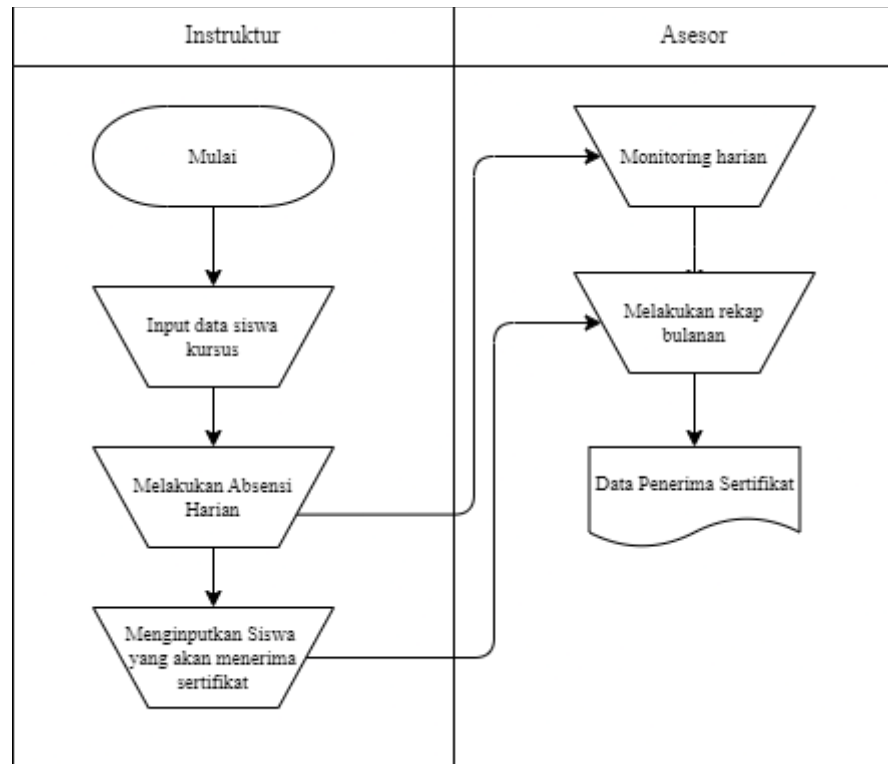 Instruktur
Asesor
Mulai
Input data siswa
kursus
Melakukan Absensi
Harian
Menginputkan Siswa
yang akan menerima
sertifikat
Monitoring harian
Melakukan rekap
bulanan
Data Penerima Sertifikat